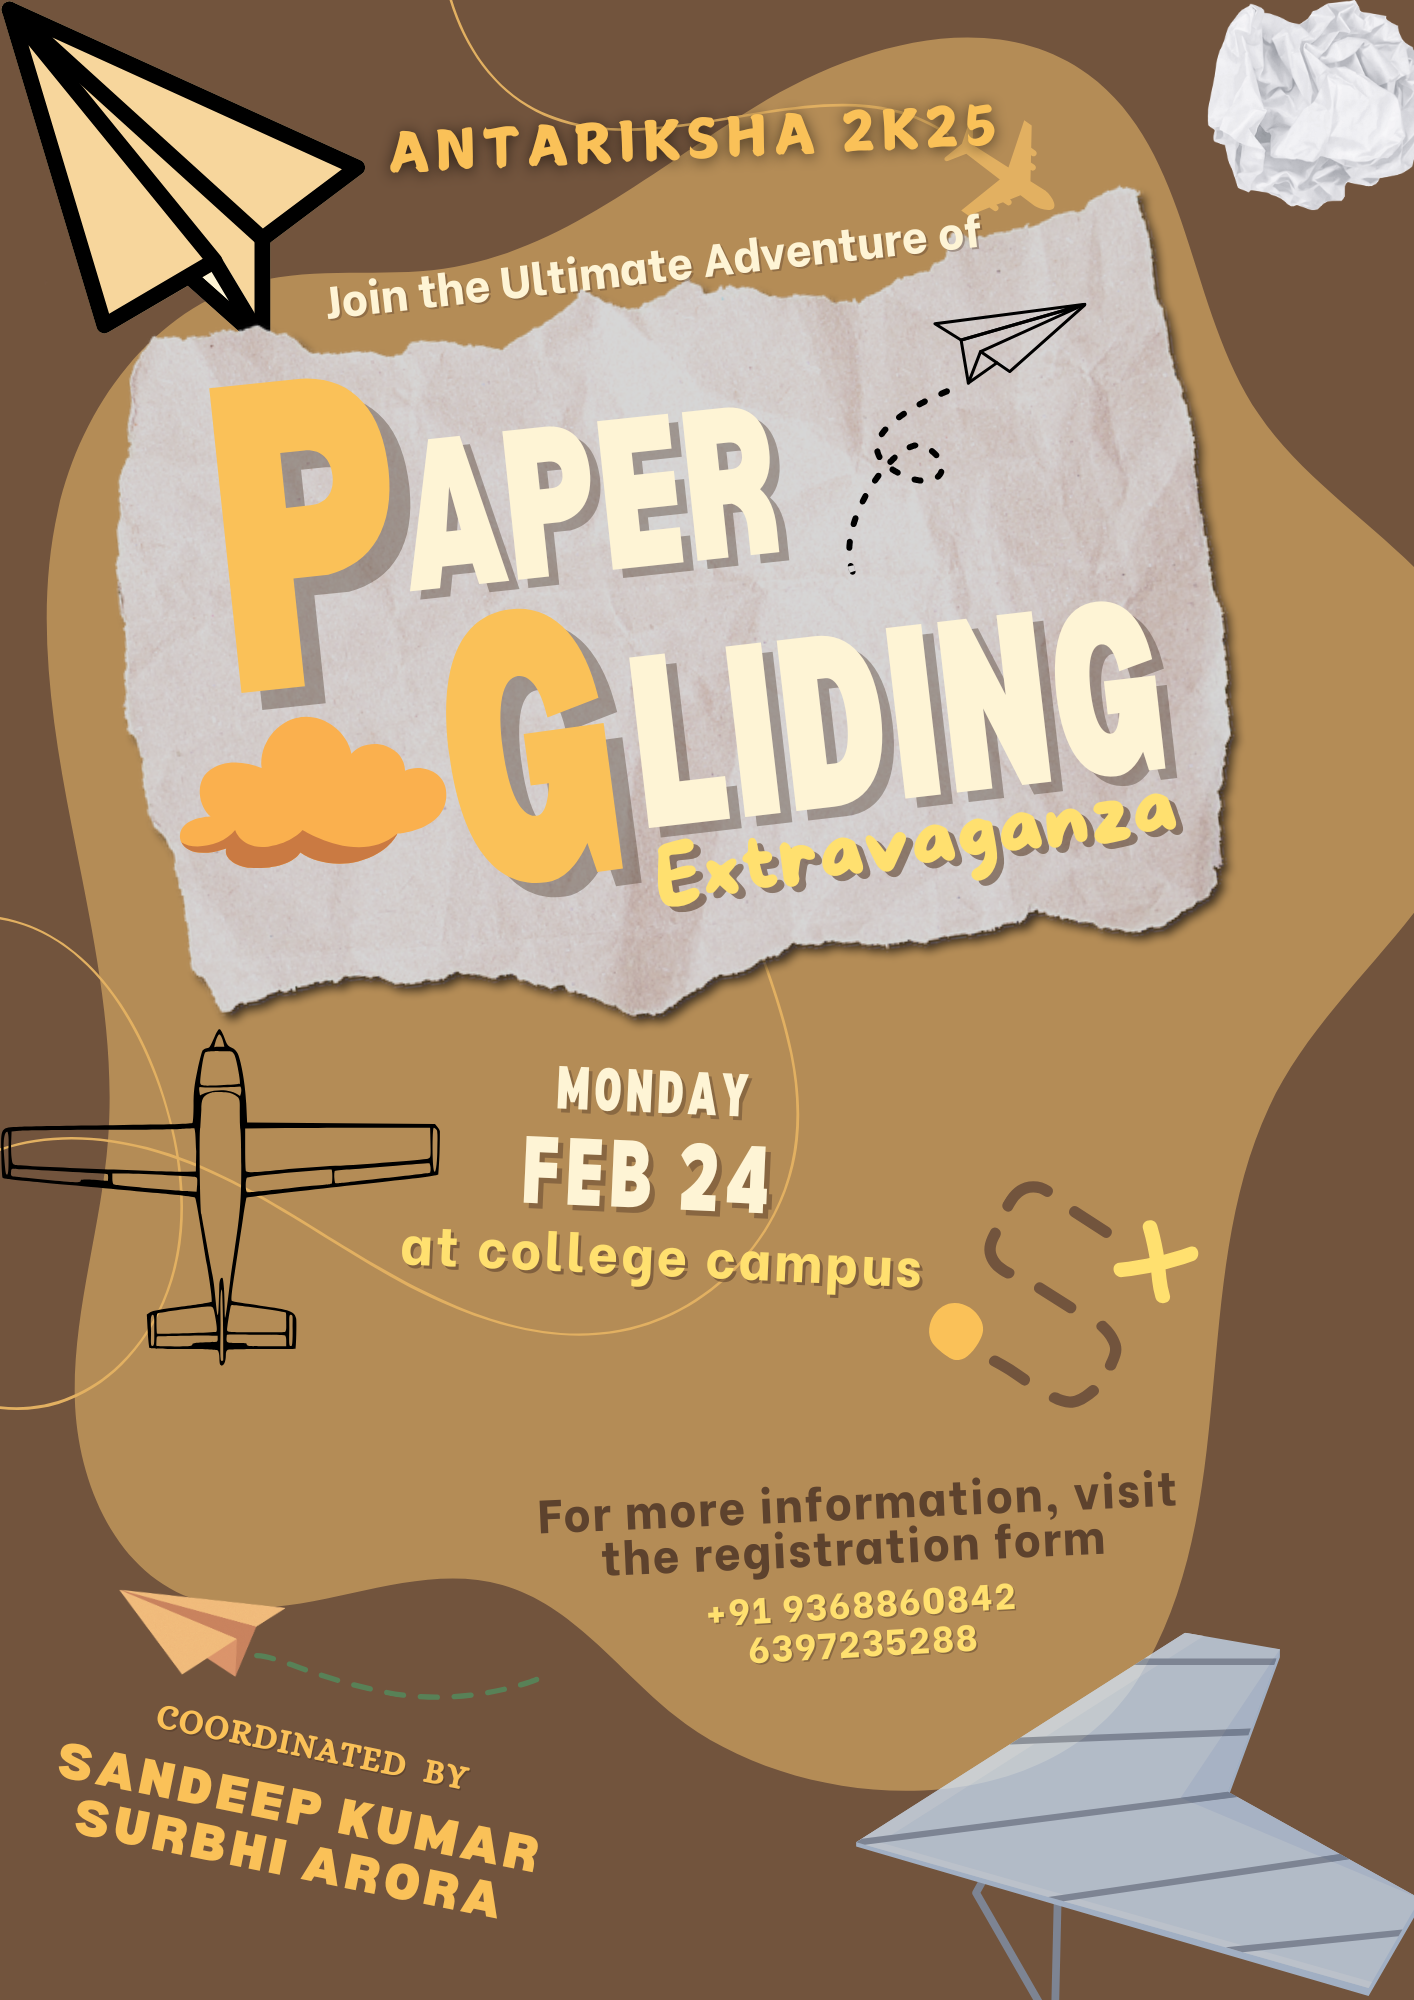 ANTARIKSHA 2K25
Join the Ultimate Adventure of
PAPER
GLIDING
Extravaganza
MONDAY
FEB 24
at college campus
For more information, visit
the registration form
+91 9368860842
6397235288
COORDINATED BY
SANDEEP KUMAR
SURBHI ARORA